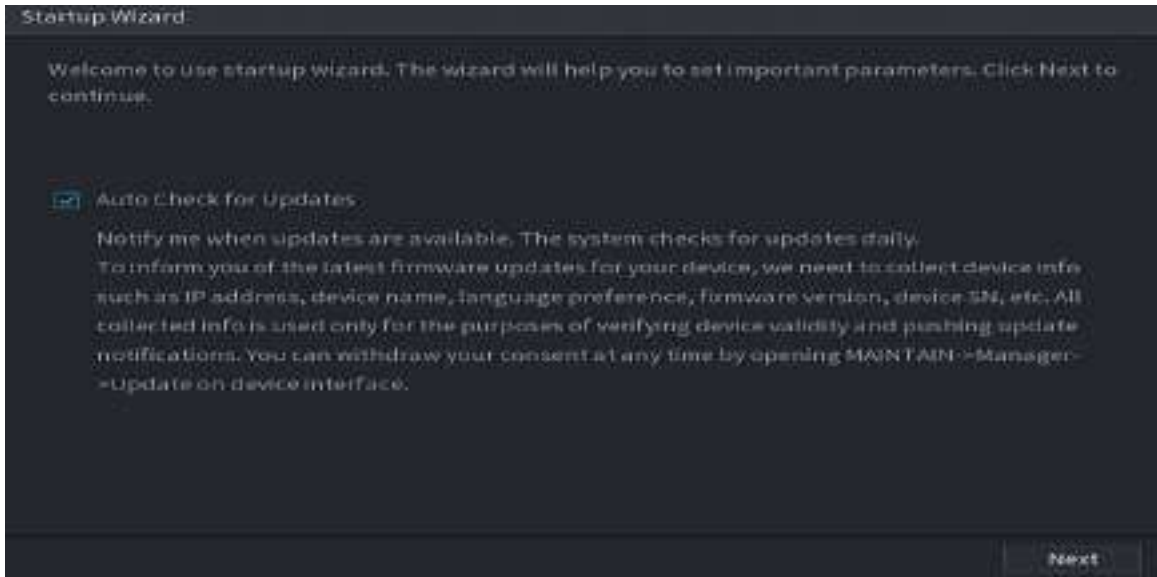 Startup Wizard
Welcome to use startup wizard. The wizard will help you to set important parameters. Click Next to
continue.
Auto Check for Updates
Notify me when updates are available. The system checks for updates daily.
To inform you of the latest firmware updates for your device, we need to collect device info
such as IP address, device name, language preference, firmware version, device SN, etc. All
collected info is used only for the purposes of verifying device validity and pushing update
notifications. You can withdraw your consent at any time by opening MAINTAIN->Manager-
>Update on device interface.
Next